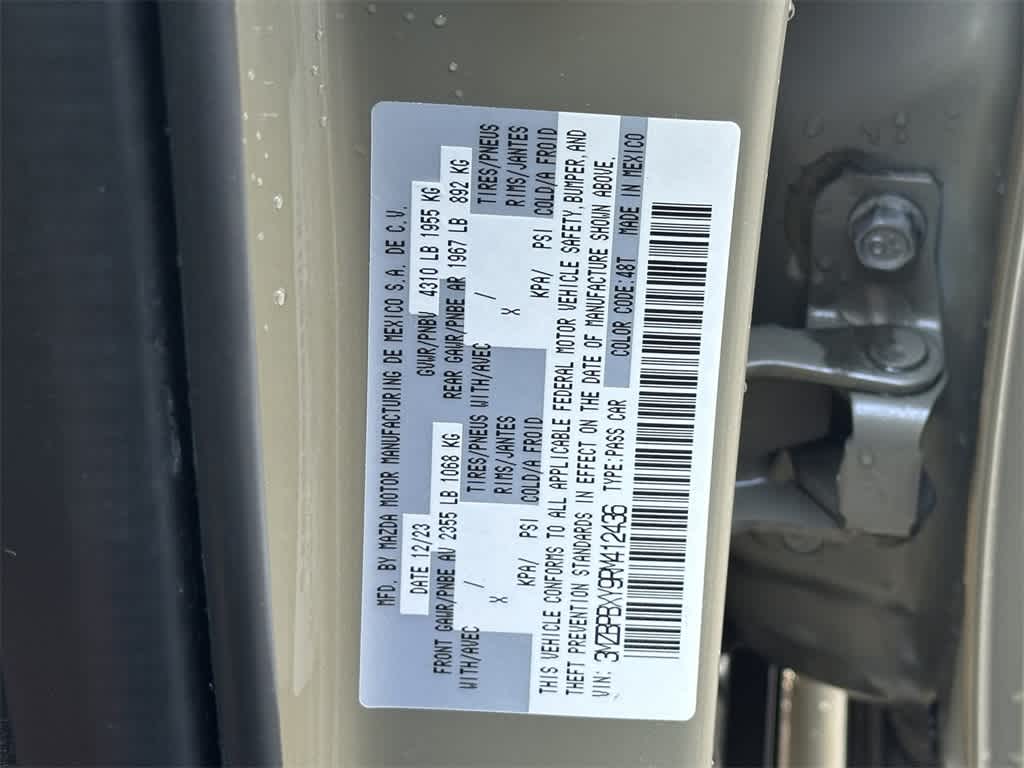 MFD. BY MAZDA MOTOR MANUFACTURING DE MEXICO S.A. DE C.V.
DATE 12/23 GVWR/PNBV 4310 LB 1955 KG
FRONT GAWR/PNBE AV 2355 LB 1068 KG REAR GAWR/PNBE AR 1967 LB 892 KG
WITH/AVEC / TIRES/PNEUS WITH/AVEC / TIRES/PNEUS
X RIMS/JANTES X RIMS/JANTES
KPA/ PSI COLD/A FROID KPA/ PSI COLD/A FROID
THIS VEHICLE CONFORMS TO ALL APPLICABLE FEDERAL MOTOR VEHICLE SAFETY, BUMPER, AND
THEFT PREVENTION STANDARDS IN EFFECT ON THE DATE OF MANUFACTURE SHOWN ABOVE.
VIN: 3MZBPBXY9RM412436 TYPE:PASS CAR COLOR CODE:48T MADE IN MEXICO